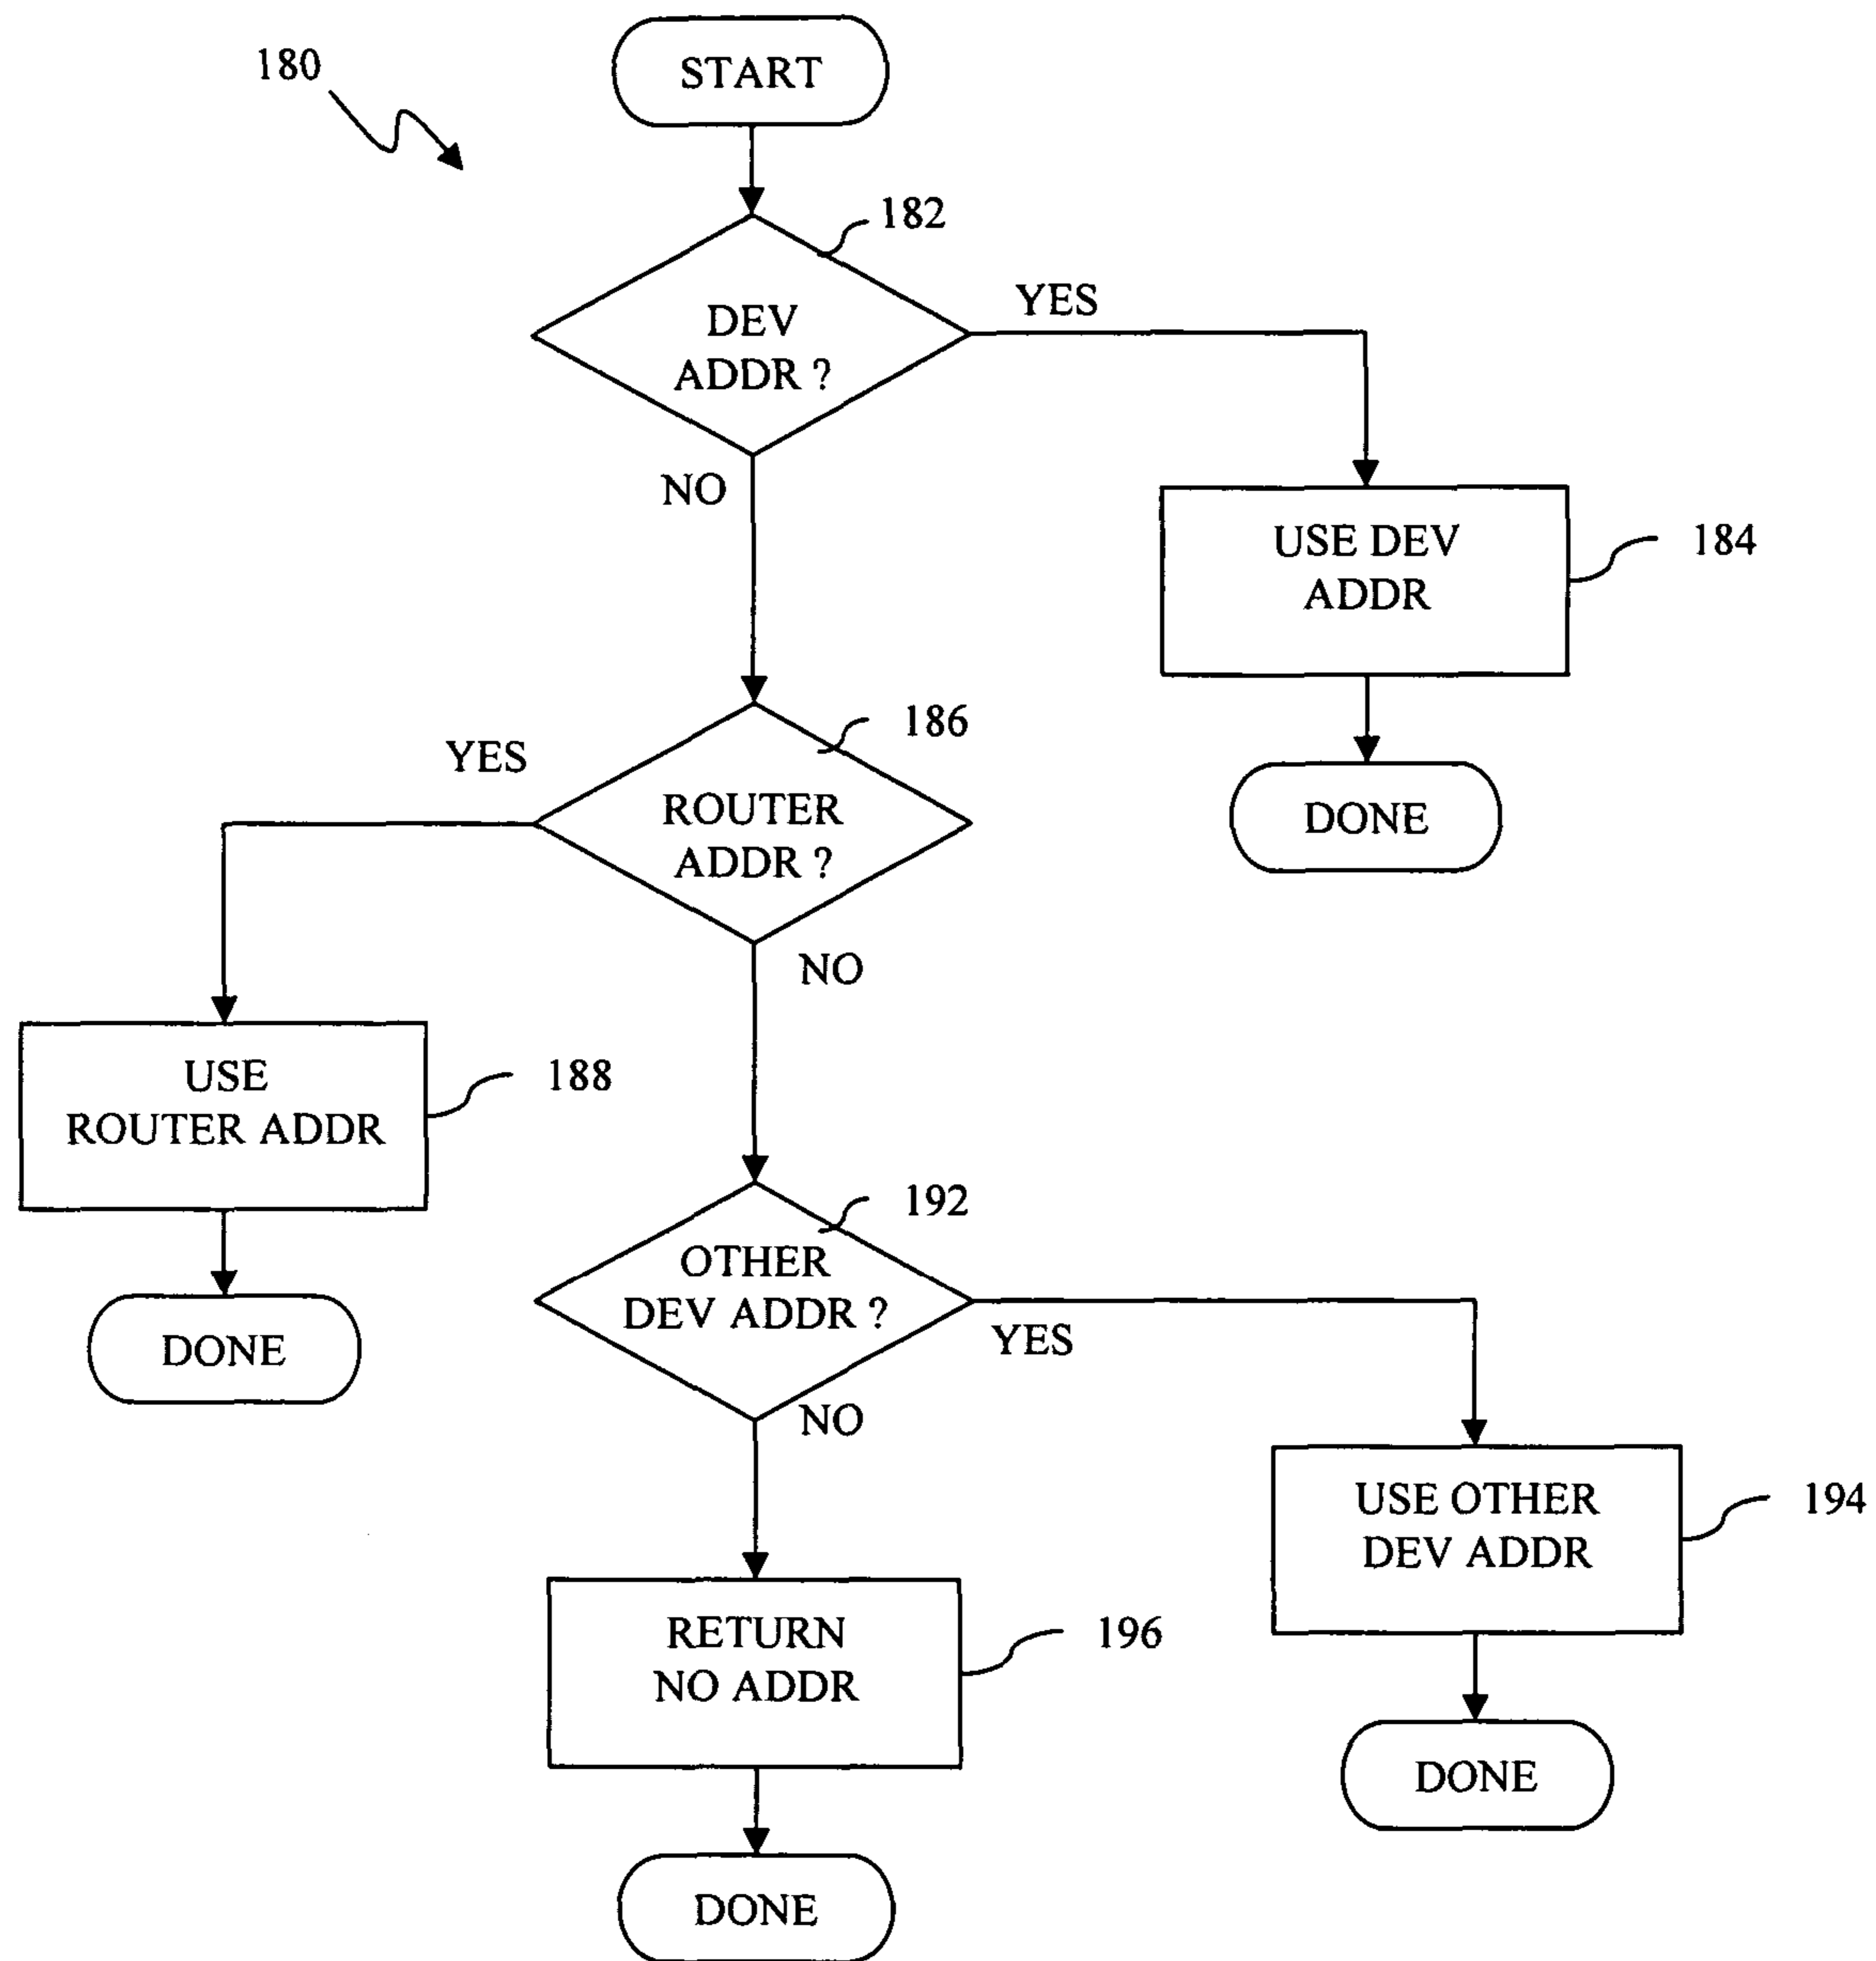 180
START
182
DEV
ADDR ?
YES
NO
USE DEV
ADDR
184
DONE
186
YES
ROUTER
ADDR ?
NO
USE
ROUTER ADDR
188
DONE
192
OTHER
DEV ADDR ?
YES
NO
USE OTHER
DEV ADDR
194
DONE
RETURN
NO ADDR
196
DONE